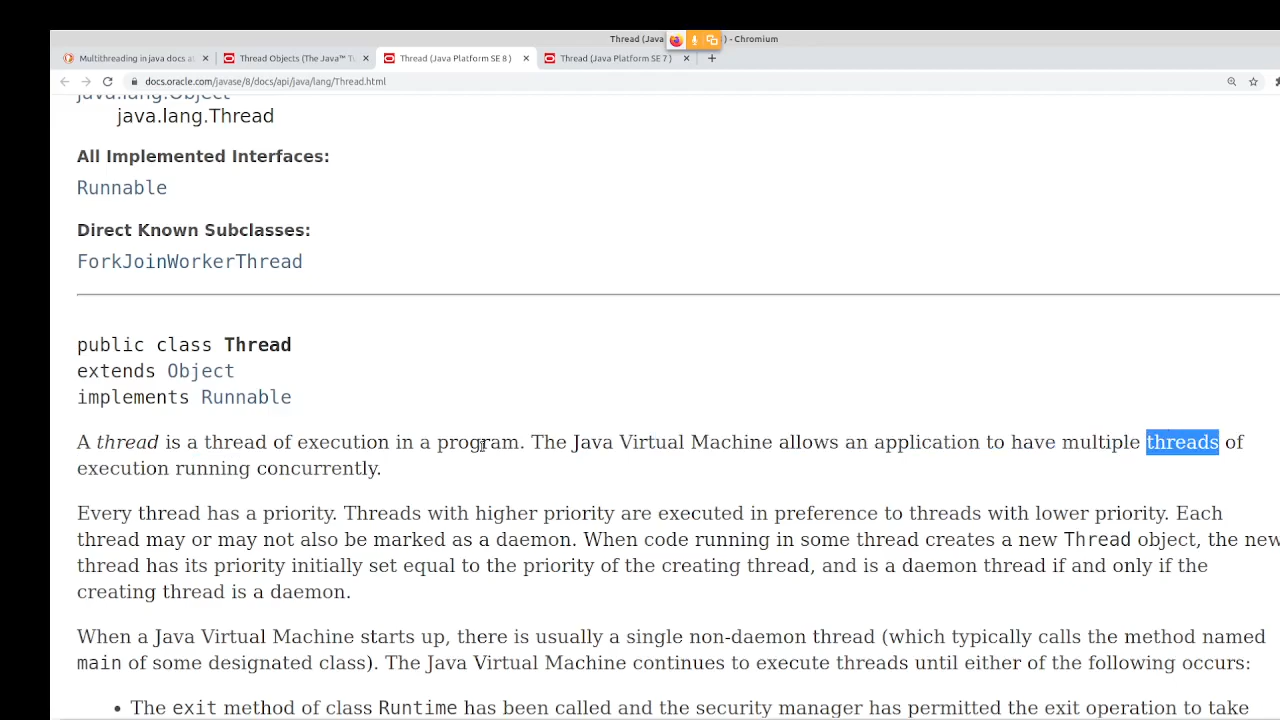 Thread (Java
) - Chromium
Multithreading in java docs a
Thread Objects (The Java™ T
Thread (Java Platform SE 8 )
Thread (Java Platform SE 7 )
docs.oracle.com/javase/8/docs/api/java/lang/Thread.html
java.lang.Object
java.lang.Thread
All Implemented Interfaces:
Runnable
Direct Known Subclasses:
ForkJoinWorkerThread
public class Thread
extends Object
implements Runnable
A thread is a thread of execution in a program. The Java Virtual Machine allows an application to have multiple threads of
execution running concurrently.
Every thread has a priority. Threads with higher priority are executed in preference to threads with lower priority. Each
thread may or may not also be marked as a daemon. When code running in some thread creates a new Thread object, the new
thread has its priority initially set equal to the priority of the creating thread, and is a daemon thread if and only if the
creating thread is a daemon.
When a Java Virtual Machine starts up, there is usually a single non-daemon thread (which typically calls the method named
main of some designated class). The Java Virtual Machine continues to execute threads until either of the following occurs:
• The exit method of class Runtime has been called and the security manager has permitted the exit operation to take